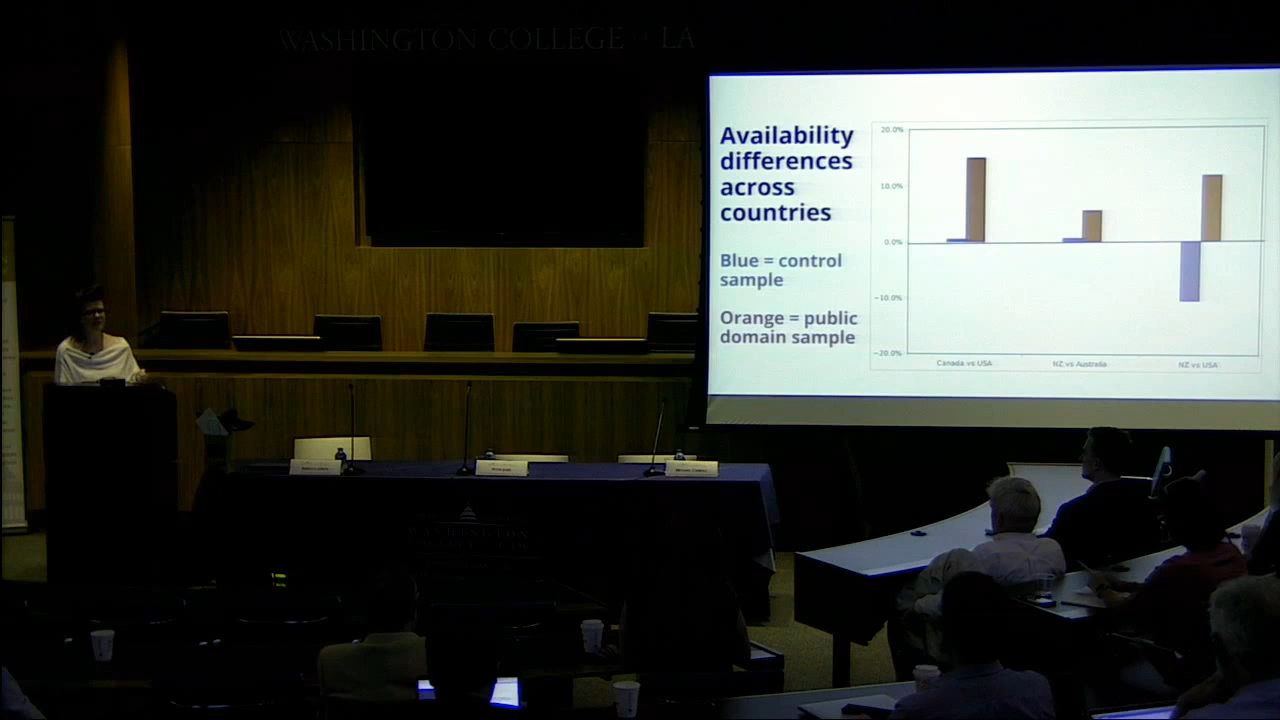 WASHINGTON COLLEGE OF LA
Availability
differences
across
countries
Blue = control
sample
Orange = public
domain sample
20.0%
10.0%
0.0%
−10.0%
−20.0%
Canada vs USA
NZ vs Australia
NZ vs USA